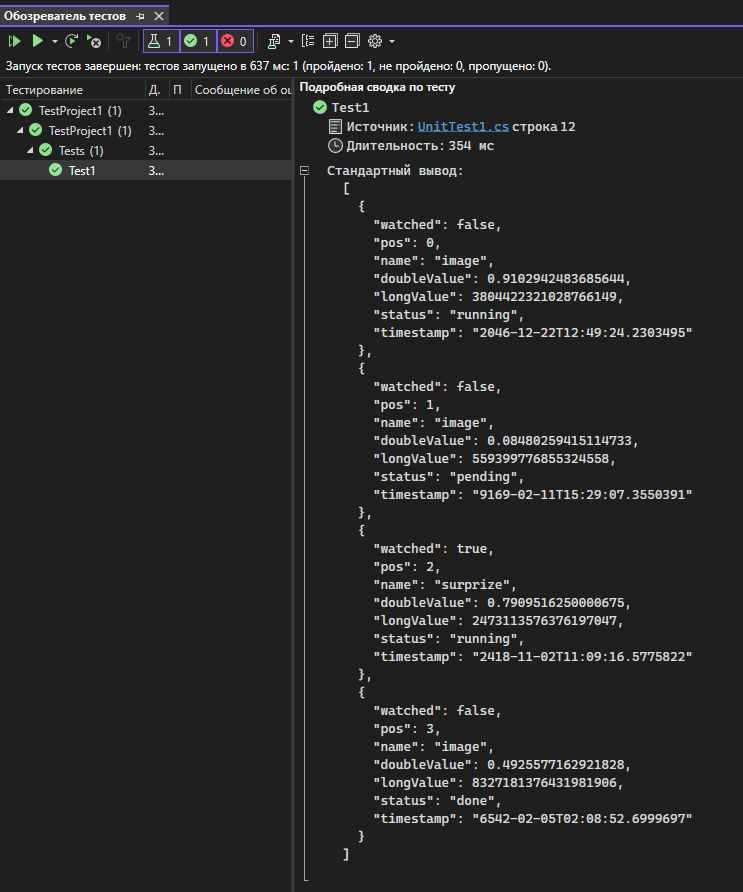 Обозреватель тестов
1 1 0
Запуск тестов завершен: тестов запущено в 637 мс: 1 (пройдено: 1, не пройдено: 0, пропущено: 0).
Тестирование Д. П Сообщение об ош
TestProject1 (1) 3...
TestProject1 (1) 3...
Tests (1) 3...
Test1 3...
Подробная сводка по тесту
Test1
Источник: UnitTest1.cs строка 12
Длительность: 354 мс
Стандартный вывод:
[
{
"watched": false,
"pos": 0,
"name": "image",
"doubleValue": 0.9102942483685644,
"longValue": 3804422321028766149,
"status": "running",
"timestamp": "2046-12-22T12:49:24.2303495"
},
{
"watched": false,
"pos": 1,
"name": "image",
"doubleValue": 0.08480259415114733,
"longValue": 559399776855324558,
"status": "pending",
"timestamp": "9169-02-11T15:29:07.3550391"
},
{
"watched": true,
"pos": 2,
"name": "surprize",
"doubleValue": 0.7909516250000675,
"longValue": 2473113576376197047,
"status": "running",
"timestamp": "2418-11-02T11:09:16.5775822"
},
{
"watched": false,
"pos": 3,
"name": "image",
"doubleValue": 0.4925577162921828,
"longValue": 8327181376431981906,
"status": "done",
"timestamp": "6542-02-05T02:08:52.6999697"
}
]